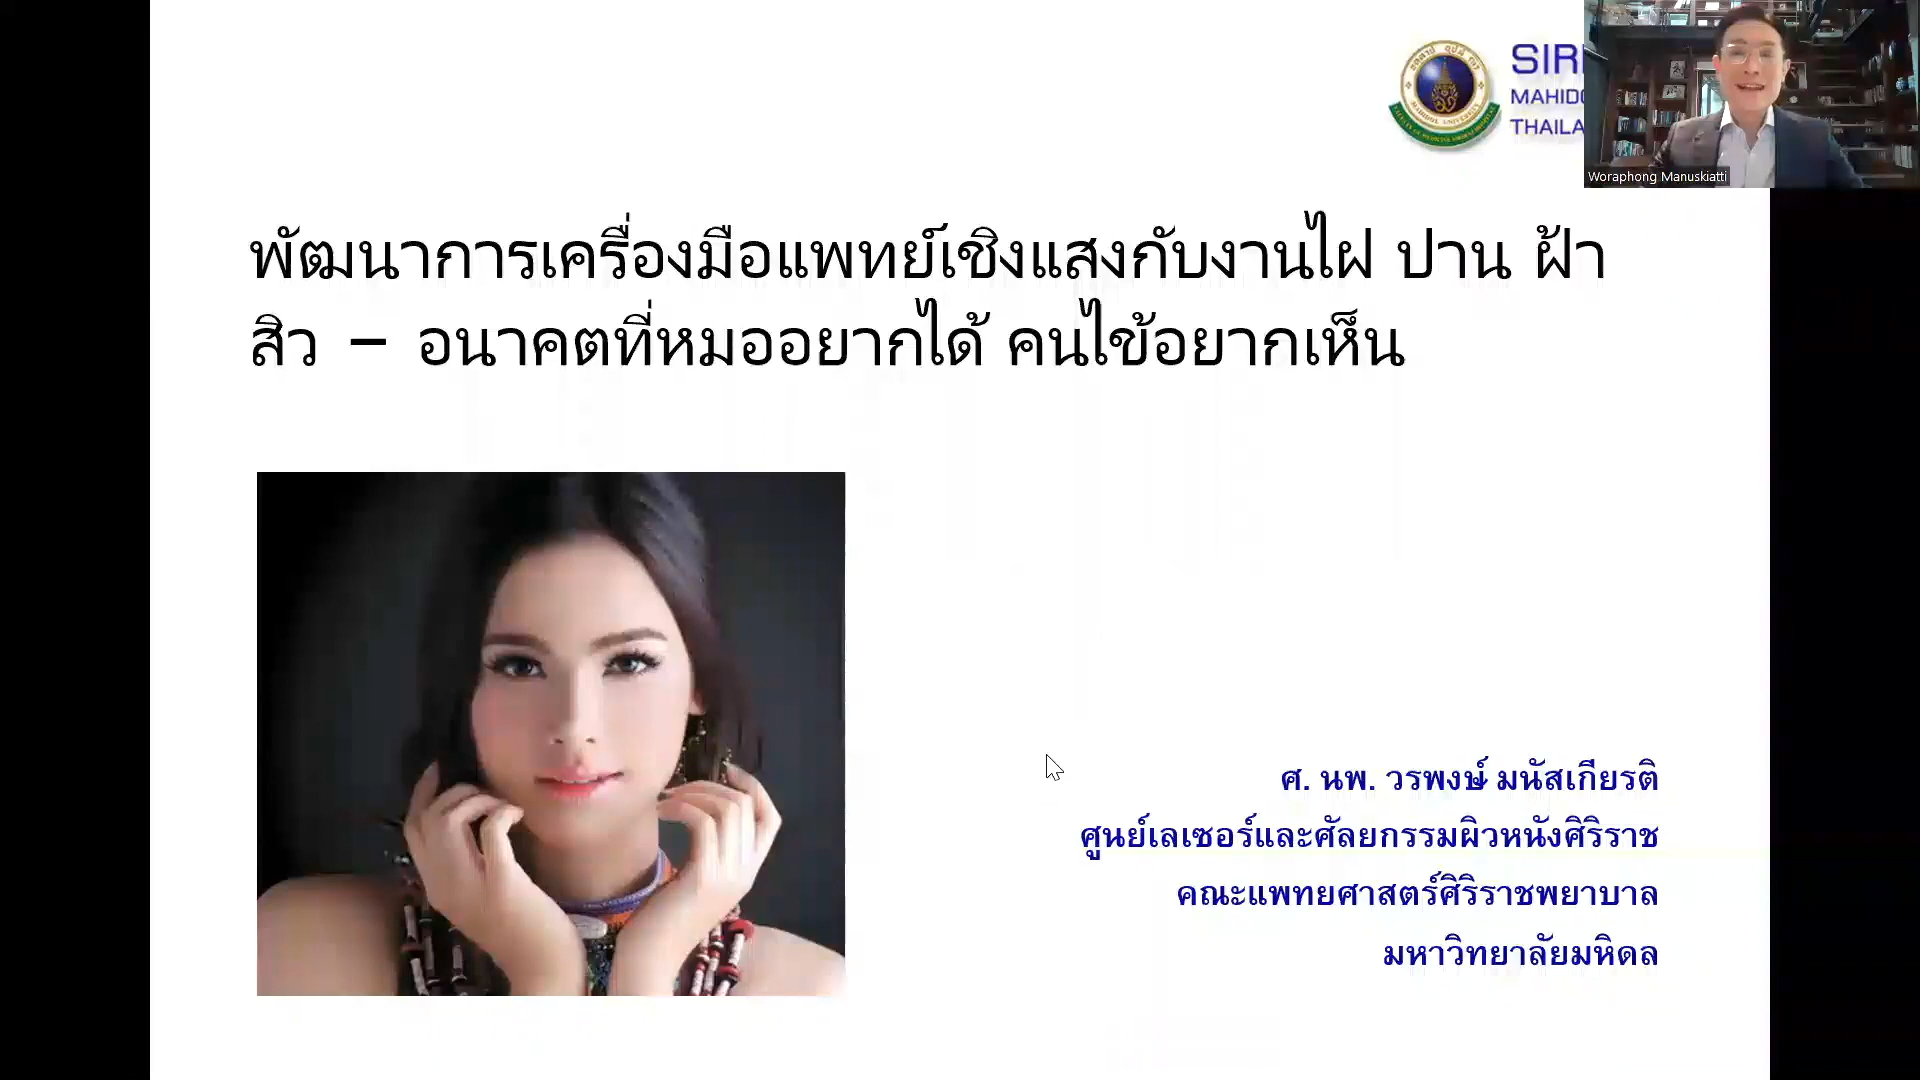 SIRI
MAHIDO
THAILA
Woraphong Manuskiatti
พัฒนาการเครื่องมือแพทย์เชิงแสงกับงานไฝ ปาน ฝ้า
สิว – อนาคตที่หมออยากได้ คนไข้อยากเห็น
ศ. นพ. วรพงษ์ มนัสเกียรติ
ศูนย์เลเซอร์และศัลยกรรมผิวหนังศิริราช
คณะแพทยศาสตร์ศิริราชพยาบาล
มหาวิทยาลัยมหิดล